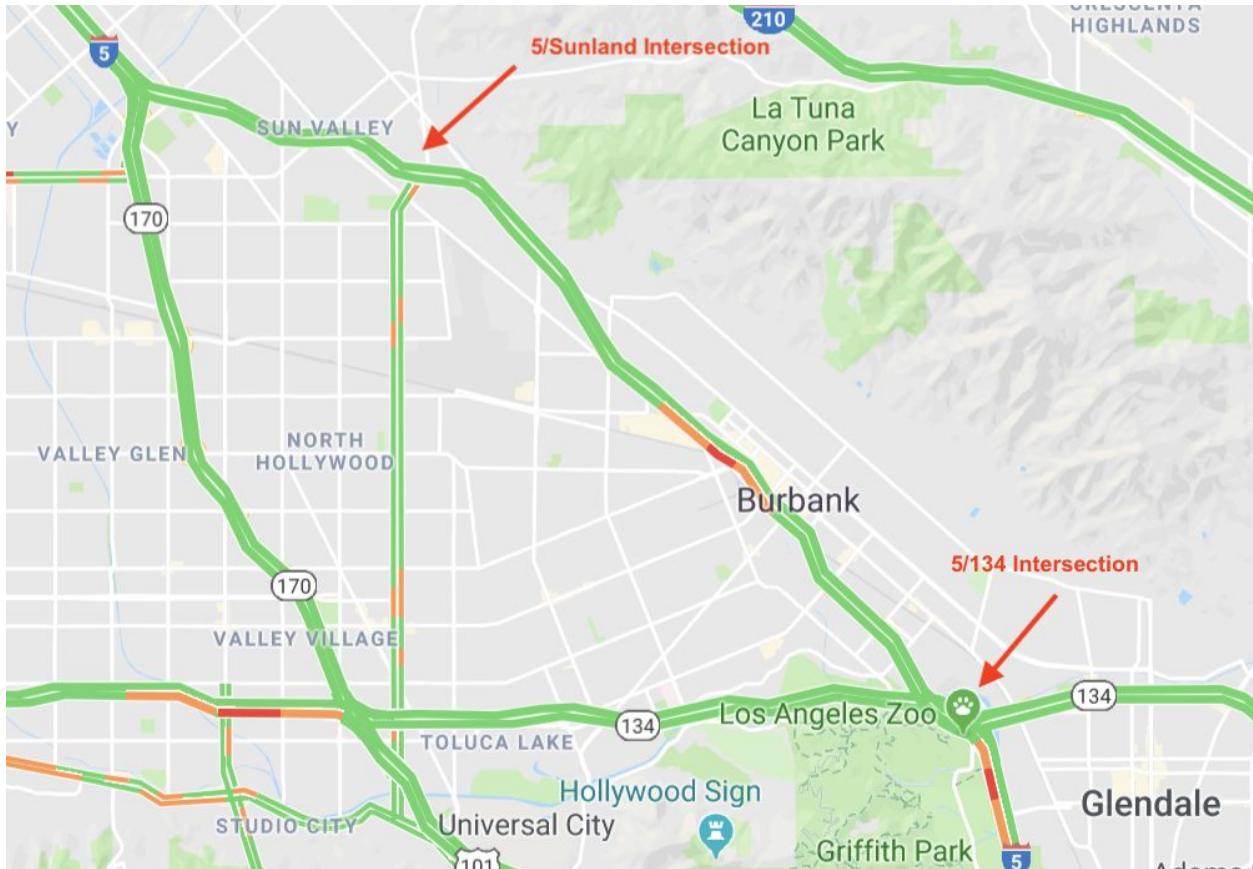 210
CRESCENTA
HIGHLANDS
5
5/Sunland Intersection
La Tuna
Canyon Park
Y
SUN VALLEY
170
NORTH
HOLLYWOOD
VALLEY GLEN
Burbank
5/134 Intersection
170
VALLEY VILLAGE
134
Los Angeles Zoo
134
TOLUCA LAKE
Hollywood Sign
Glendale
STUDIO CITY
Universal City
Griffith Park
5
101